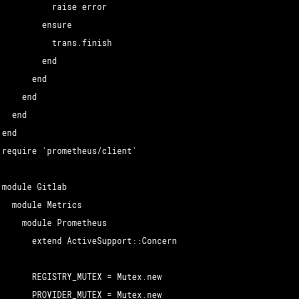 raise error
ensure
trans.finish
end
end
end
end
end
require 'prometheus/client'
module Gitlab
module Metrics
module Prometheus
extend ActiveSupport::Concern
REGISTRY_MUTEX = Mutex.new
PROVIDER_MUTEX = Mutex.new